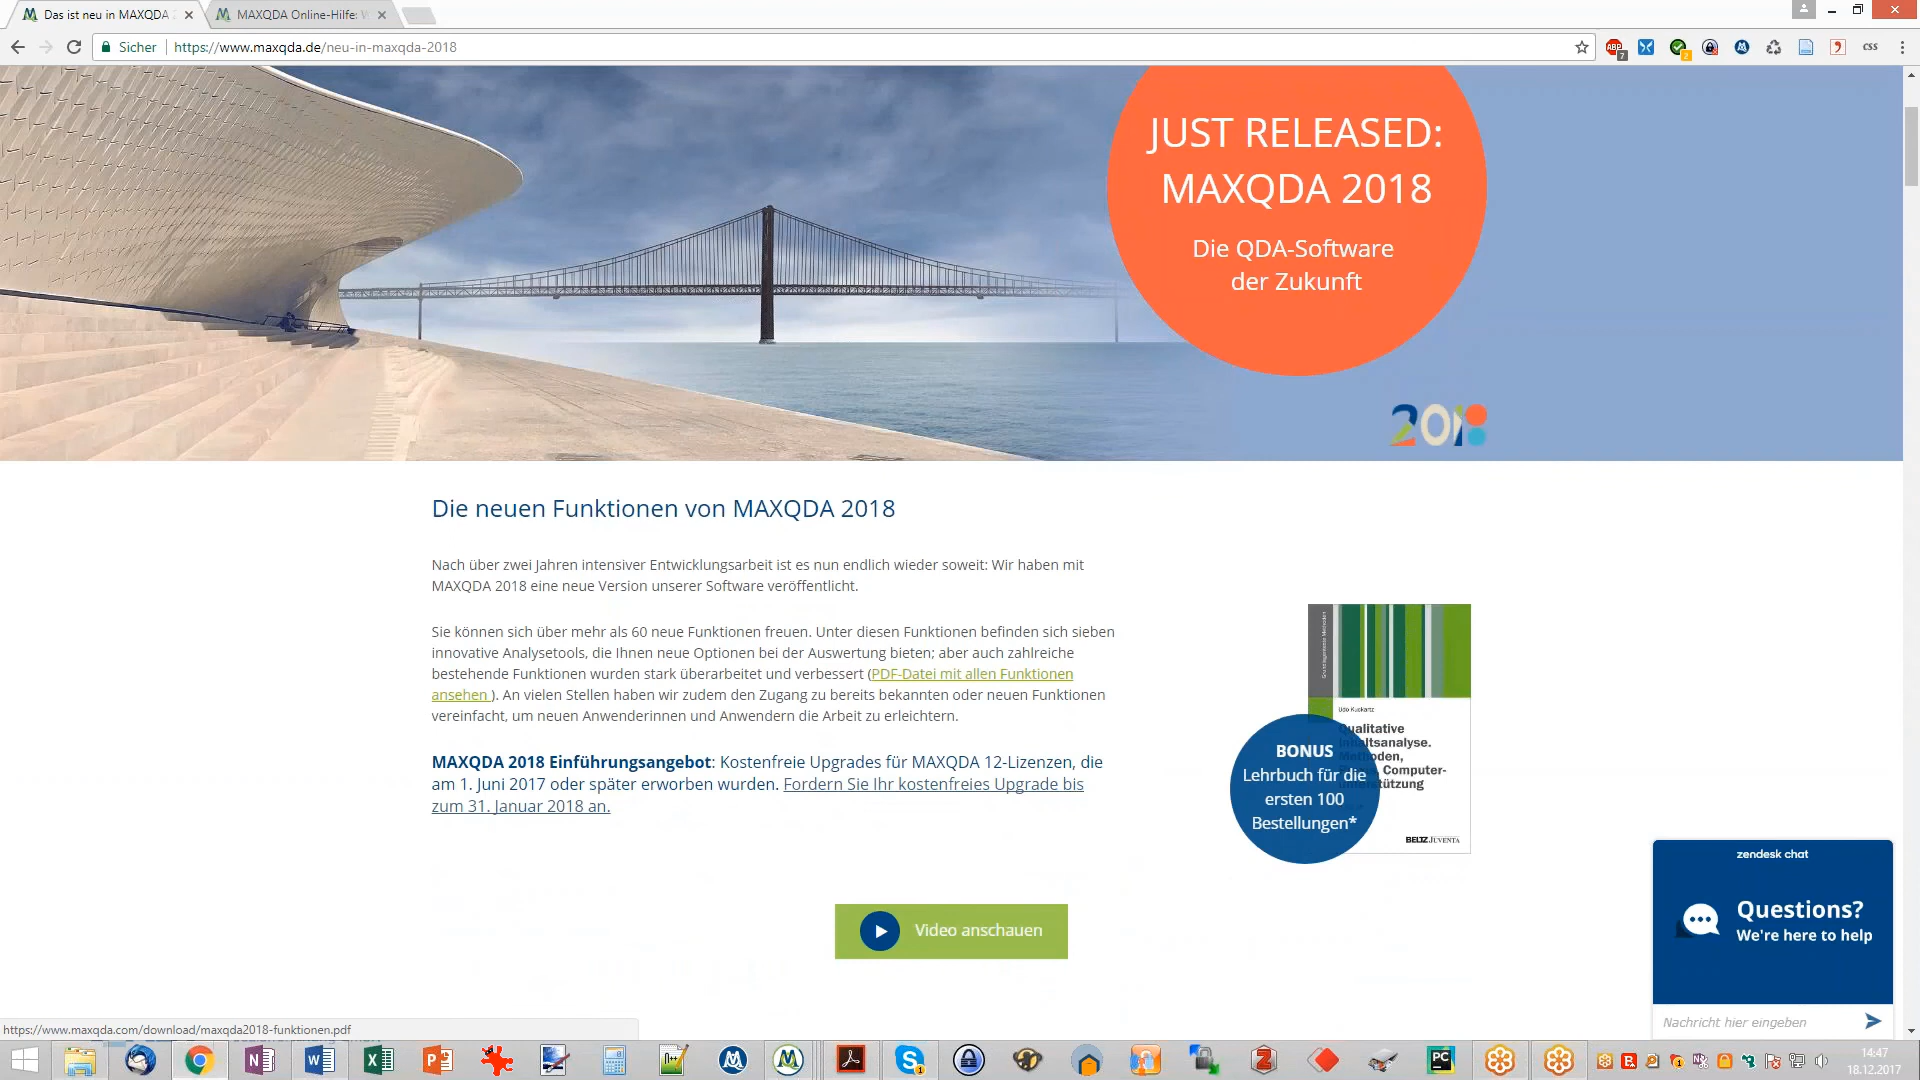 Das ist neu in MAXQDA
MAXQDA Online-Hilfe:
Sicher
https://www.maxqda.de/neu-in-maxqda-2018
ABP
7
2
CSS
JUST RELEASED:
MAXQDA 2018
Die QDA-Software
der Zukunft
2018
Die neuen Funktionen von MAXQDA 2018
Nach über zwei Jahren intensiver Entwicklungsarbeit ist es nun endlich wieder soweit: Wir haben mit
MAXQDA 2018 eine neue Version unserer Software veröffentlicht.
Sie können sich über mehr als 60 neue Funktionen freuen. Unter diesen Funktionen befinden sich sieben
innovative Analysetools, die Ihnen neue Optionen bei der Auswertung bieten; aber auch zahlreiche
bestehende Funktionen wurden stark überarbeitet und verbessert (PDF-Datei mit allen Funktionen
ansehen ). An vielen Stellen haben wir zudem den Zugang zu bereits bekannten oder neuen Funktionen
vereinfacht, um neuen Anwenderinnen und Anwendern die Arbeit zu erleichtern.
MAXQDA 2018 Einführungsangebot: Kostenfreie Upgrades für MAXQDA 12-Lizenzen, die
am 1. Juni 2017 oder später erworben wurden. Fordern Sie Ihr kostenfreies Upgrade bis
zum 31. Januar 2018 an.
Udo Kuckartz
Qualitative
Methoden,
Computer-
BELTZ JUVENTA
BONUS
Lehrbuch für die
ersten 100
Bestellungen*
Video anschauen
zendesk chat
Questions?
We're here to help
Nachricht hier eingeben
https://www.maxqda.com/download/maxqda2018-funktionen.pdf
PC
14:47
18.12.2017